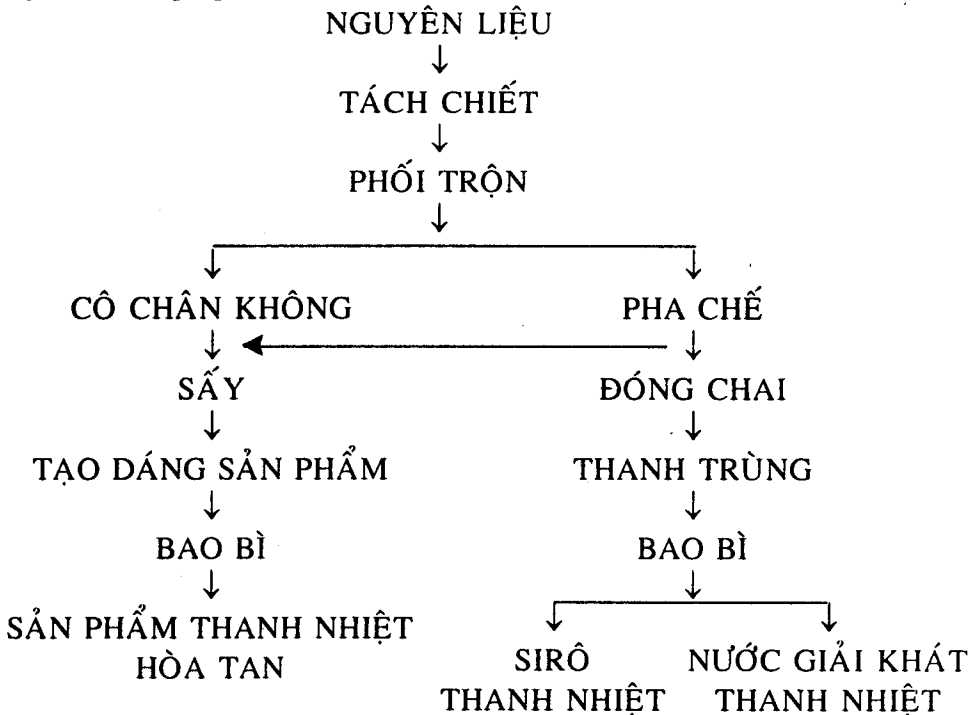 NGUYÊN LIỆU
TÁCH CHIẾT
PHỐI TRỘN
CÔ CHÂN KHÔNG
PHA CHẾ
SẤY
ĐÓNG CHAI
TẠO DÁNG SẢN PHẨM
THANH TRÙNG
BAO BÌ
BAO BÌ
SẢN PHẨM THANH NHIỆT
HÒA TAN
SIRÔ
THANH NHIỆT
NƯỚC GIẢI KHÁT
THANH NHIỆT